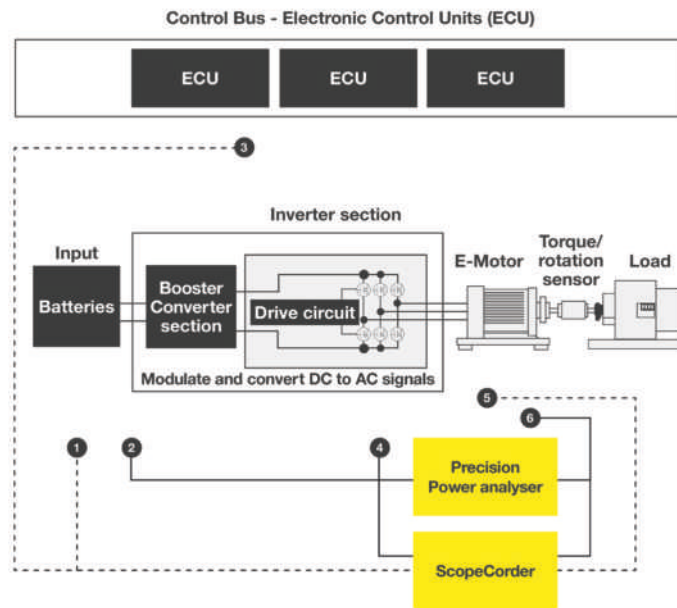 Control Bus - Electronic Control Units (ECU)
ECU
ECU
ECU
3
Inverter section
Input
Batteries
Booster
Converter
section
Drive circuit
Modulate and convert DC to AC signals
E-Motor
Torque/
rotation
sensor
Load
5
6
1
2
4
Precision
Power analyser
ScopeCorder